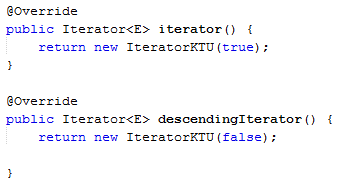 @Override
public Iterator<E> iterator() {
    return new IteratorKTU(true);
}
@Override
public Iterator<E> descendingIterator() {
    return new IteratorKTU(false);
}